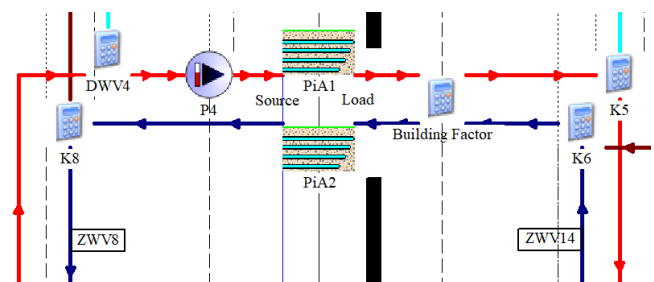 DWV4
P4
PiA1
Source
Load
Building Factor
K5
K8
PiA2
K6
ZWV8
ZWV14